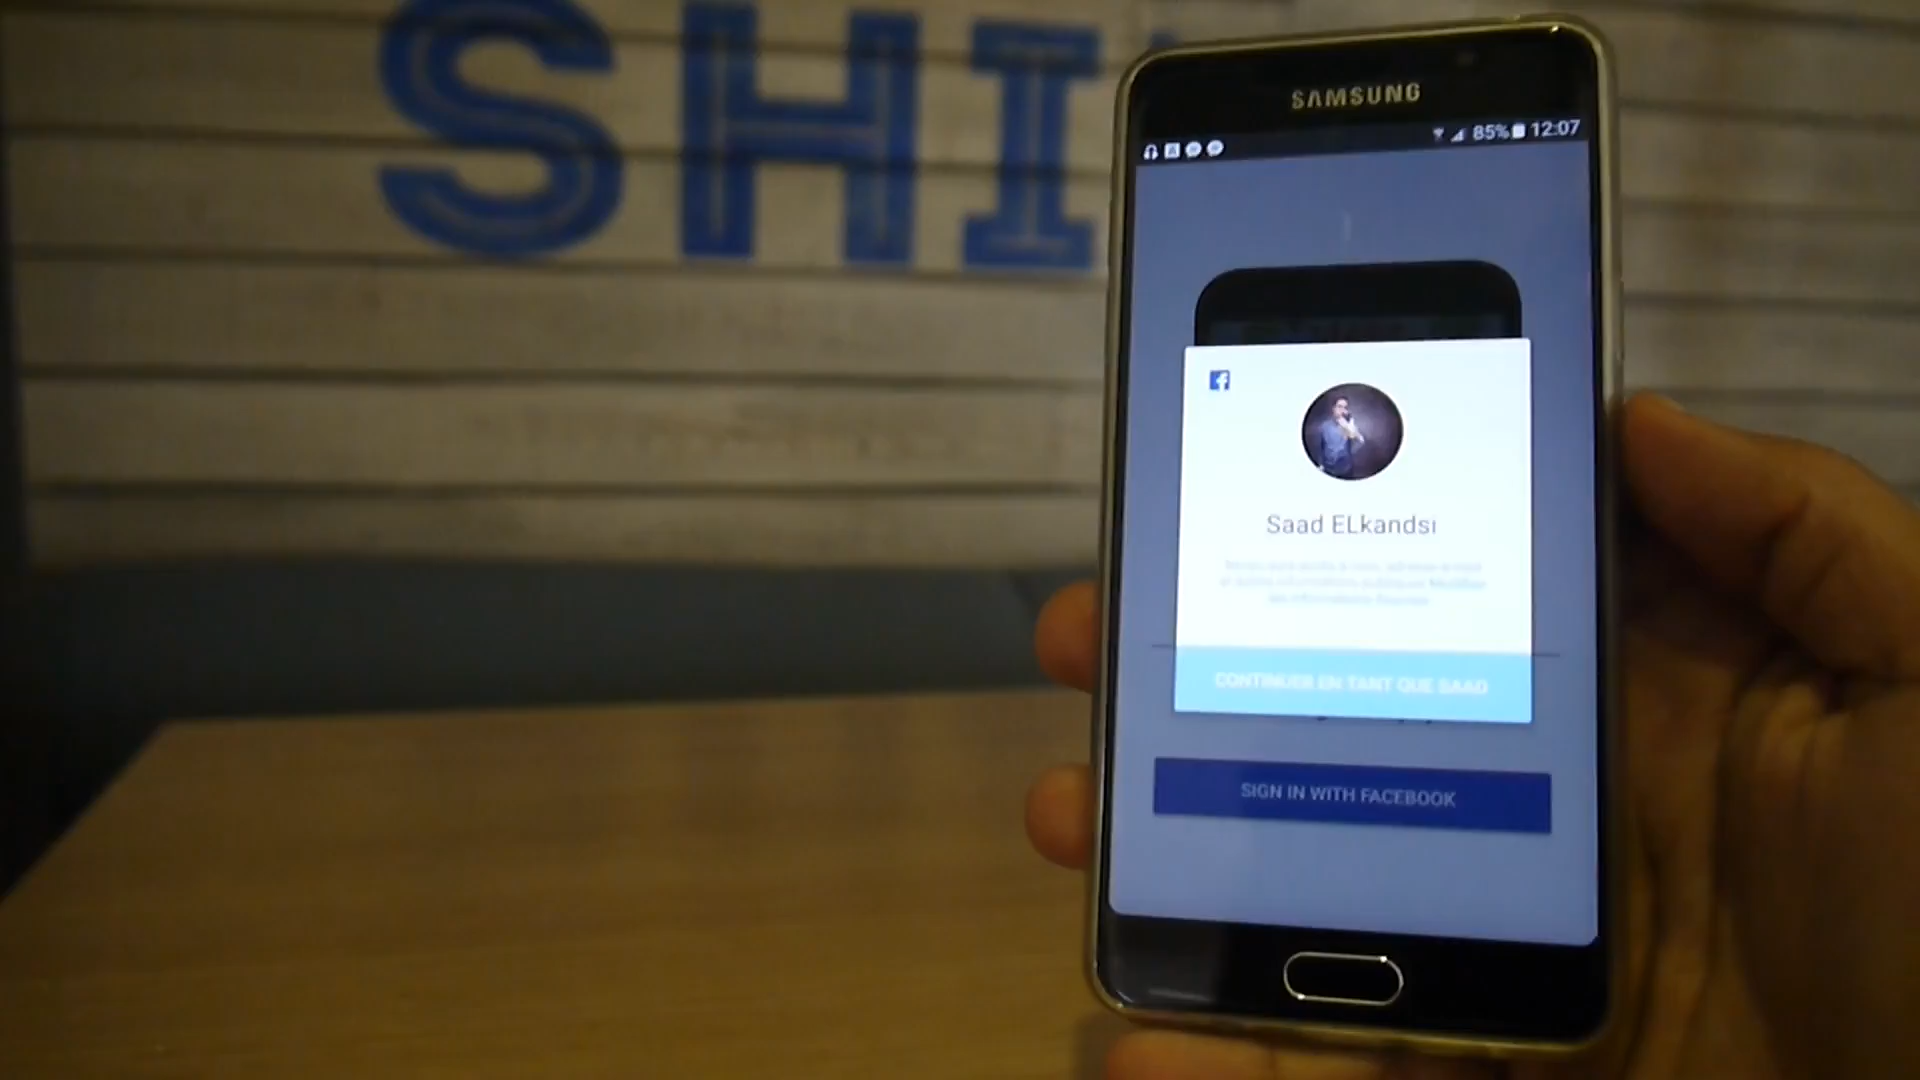 SHI
SAMSUNG
85% 12:07
Saad ELkandsi
CONTINUER EN TANT QUE SAAD
SIGN IN WITH FACEBOOK